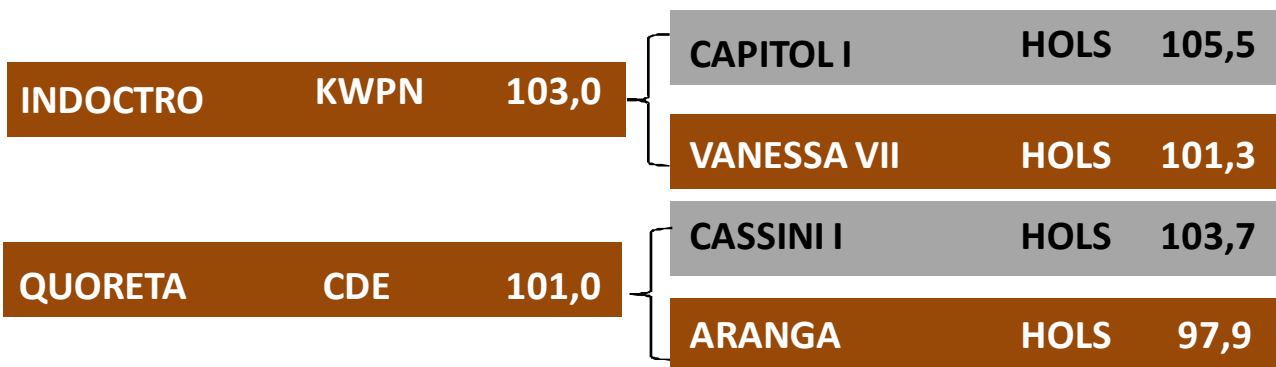 CAPITOL I HOLS 105,5
INDOCTRO KWPN 103,0
VANESSA VII HOLS 101,3
CASSINI I HOLS 103,7
QUORETA CDE 101,0
ARANGA HOLS 97,9